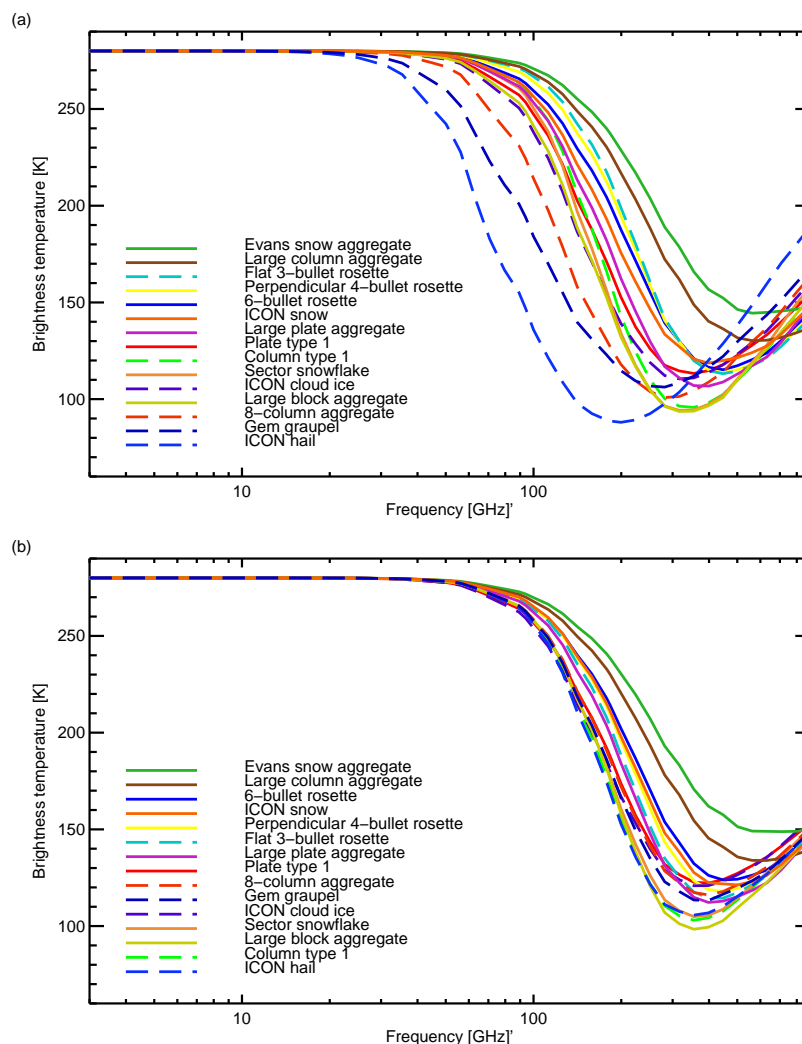 (a)
250
200
150
100
Brightness temperature [K]
Evans snow aggregate
Large column aggregate
Flat 3−bullet rosette
Perpendicular 4−bullet rosette
6−bullet rosette
ICON snow
Large plate aggregate
Plate type 1
Column type 1
Sector snowflake
ICON cloud ice
Large block aggregate
8−column aggregate
Gem graupel
ICON hail
10
100
Frequency [GHz]'
(b)
250
200
150
100
Brightness temperature [K]
Evans snow aggregate
Large column aggregate
6−bullet rosette
ICON snow
Perpendicular 4−bullet rosette
Flat 3−bullet rosette
Large plate aggregate
Plate type 1
8−column aggregate
Gem graupel
ICON cloud ice
Sector snowflake
Large block aggregate
Column type 1
ICON hail
10
100
Frequency [GHz]'